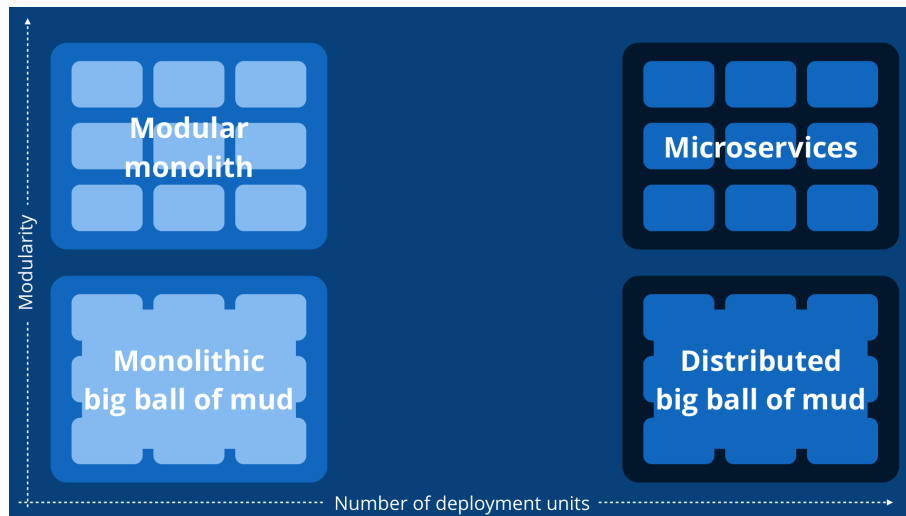 Modular
monolith
Microservices
Modularity
Monolithic
big ball of mud
Distributed
big ball of mud
Number of deployment units